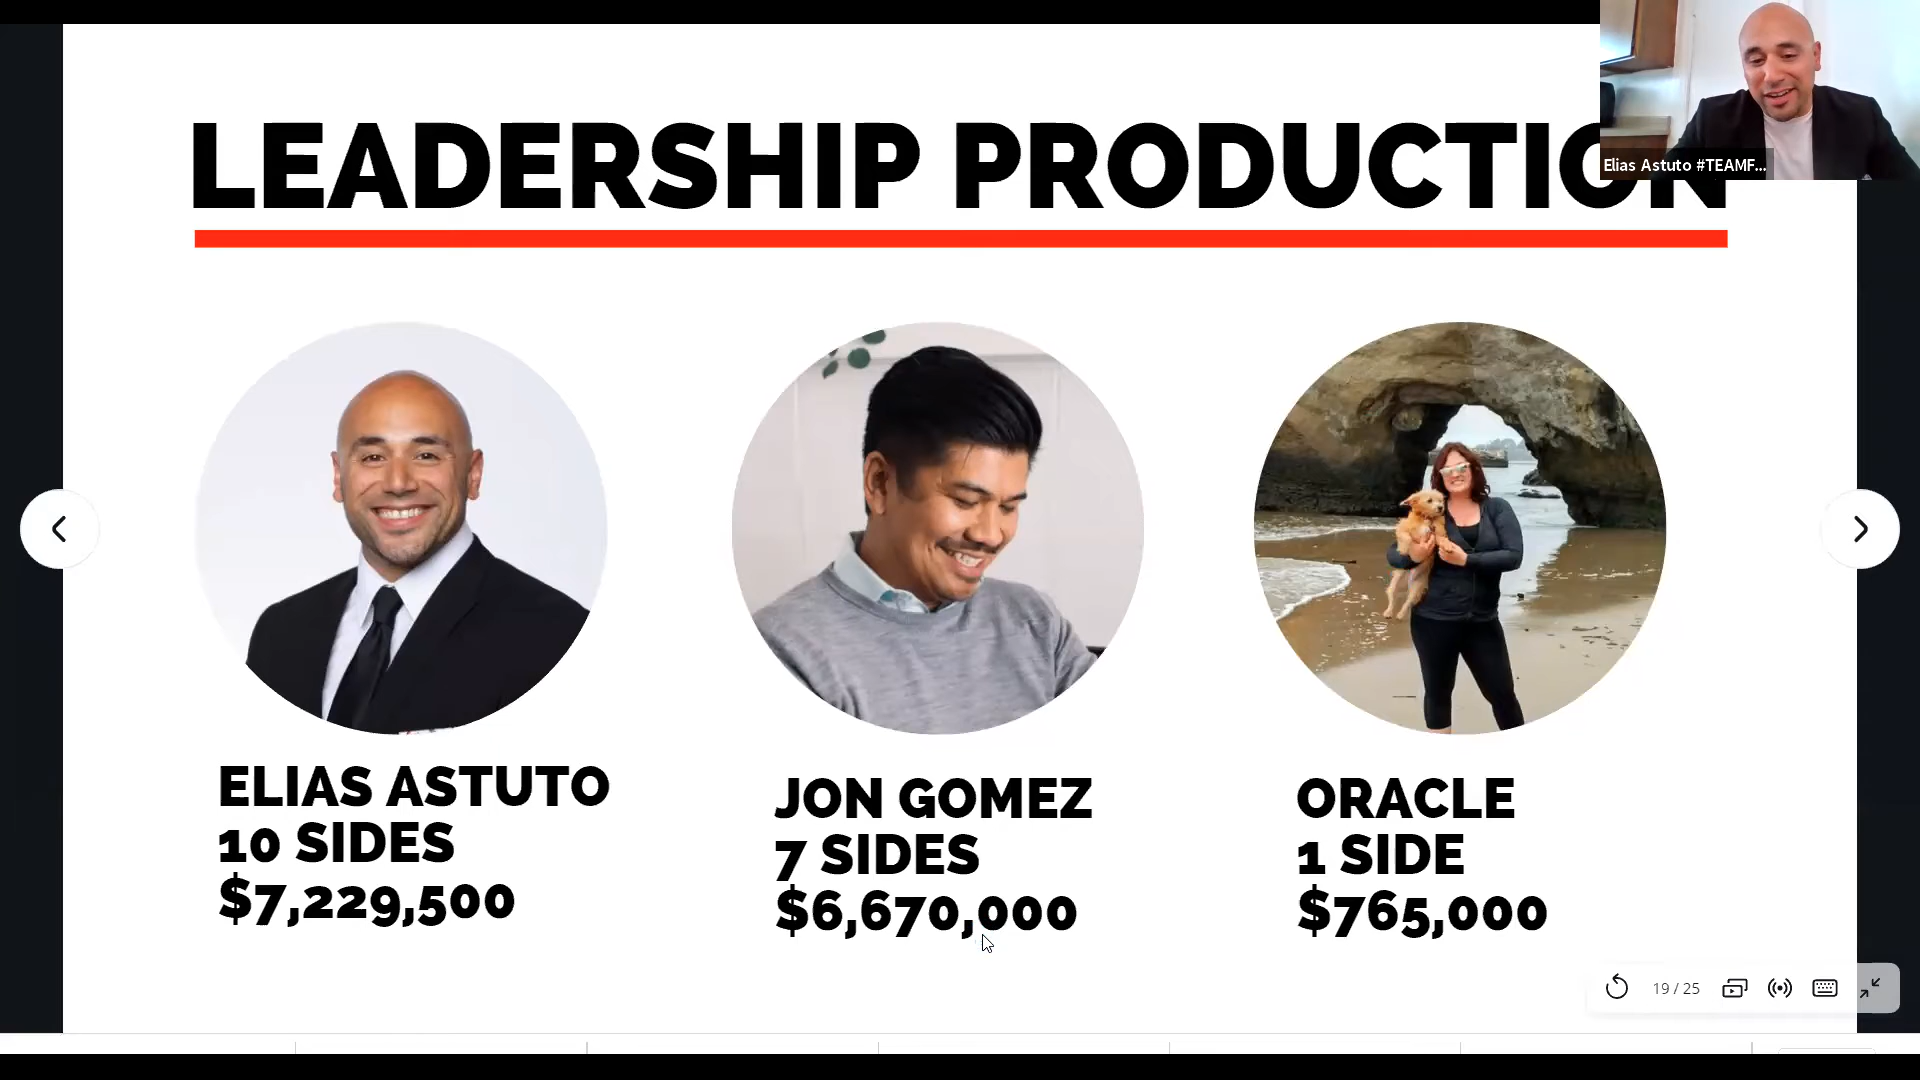 LEADERSHIP PRODUCTION
Elias Astuto #TEAMF...
ELIAS ASTUTO
10 SIDES
$7,229,500
JON GOMEZ
7 SIDES
$6,670,000
ORACLE
1 SIDE
$765,000
19 / 25